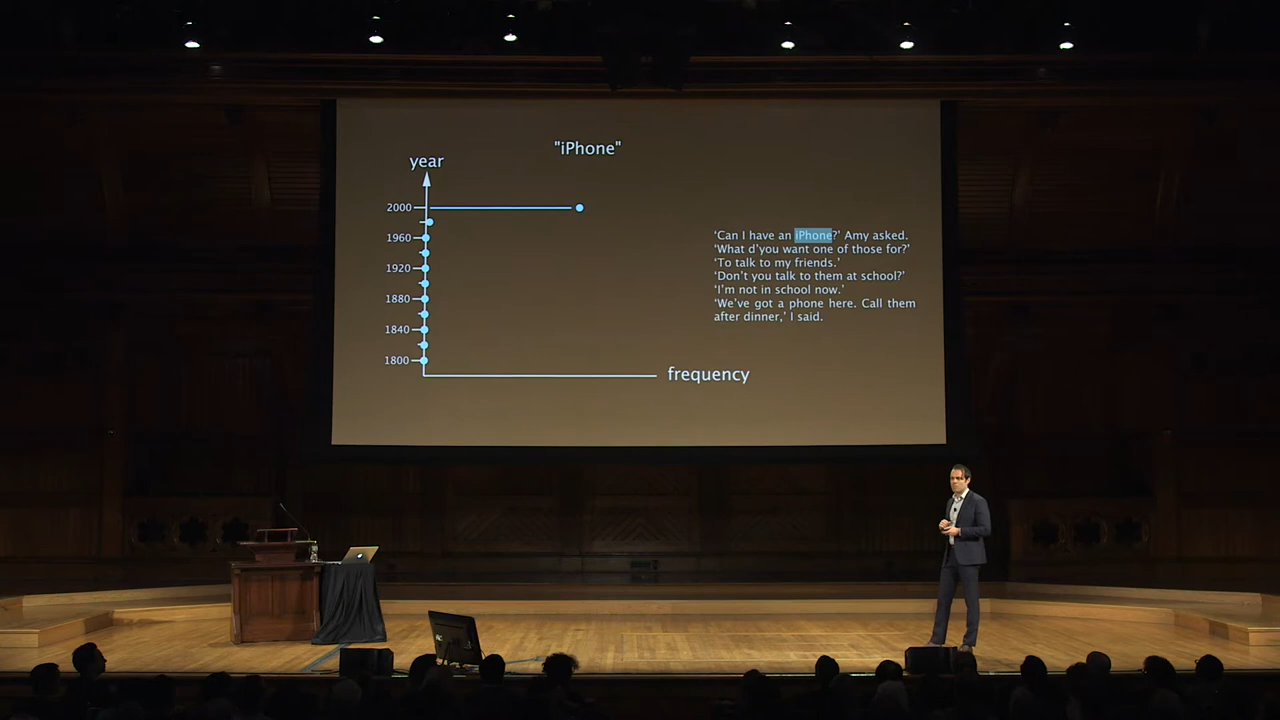 "iPhone"
year
2000
1960
1920
1880
1840
1800
frequency
‘Can I have an iPhone?’ Amy asked.
‘What d’you want one of those for?’
‘To talk to my friends.’
‘Don’t you talk to them at school?’
‘I’m not in school now.’
‘We’ve got a phone here. Call them
after dinner,’ I said.